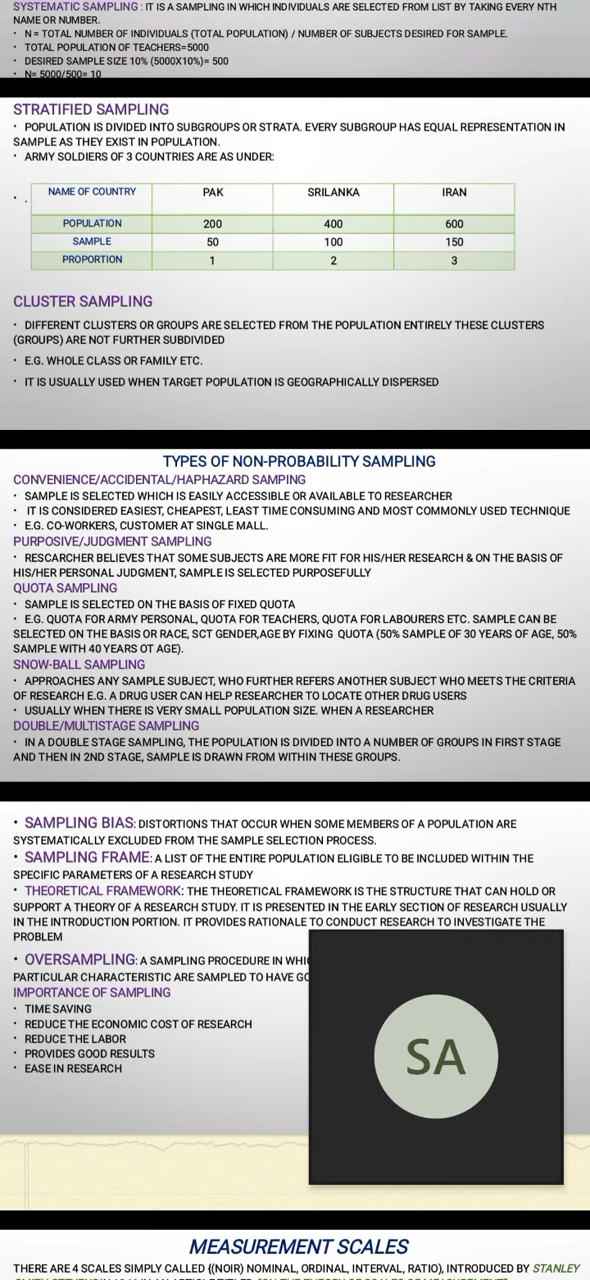 SYSTEMATIC SAMPLING : IT IS A SAMPLING IN WHICH INDIVIDUALS ARE SELECTED FROM LIST BY TAKING EVERY NTH
NAME OR NUMBER.
• N = TOTAL NUMBER OF INDIVIDUALS (TOTAL POPULATION) / NUMBER OF SUBJECTS DESIRED FOR SAMPLE.
• TOTAL POPULATION OF TEACHERS=5000
• DESIRED SAMPLE SIZE 10% (5000X10%)= 500
• N= 5000/500= 10
STRATIFIED SAMPLING
• POPULATION IS DIVIDED INTO SUBGROUPS OR STRATA. EVERY SUBGROUP HAS EQUAL REPRESENTATION IN
SAMPLE AS THEY EXIST IN POPULATION.
• ARMY SOLDIERS OF 3 COUNTRIES ARE AS UNDER:
• .
NAME OF COUNTRY PAK SRILANKA IRAN
POPULATION 200 400 600
SAMPLE 50 100 150
PROPORTION 1 2 3
CLUSTER SAMPLING
• DIFFERENT CLUSTERS OR GROUPS ARE SELECTED FROM THE POPULATION ENTIRELY THESE CLUSTERS
(GROUPS) ARE NOT FURTHER SUBDIVIDED
• E.G. WHOLE CLASS OR FAMILY ETC.
• IT IS USUALLY USED WHEN TARGET POPULATION IS GEOGRAPHICALLY DISPERSED
TYPES OF NON-PROBABILITY SAMPLING
CONVENIENCE/ACCIDENTAL/HAPHAZARD SAMPING
• SAMPLE IS SELECTED WHICH IS EASILY ACCESSIBLE OR AVAILABLE TO RESEARCHER
• IT IS CONSIDERED EASIEST, CHEAPEST, LEAST TIME CONSUMING AND MOST COMMONLY USED TECHNIQUE
• E.G. CO-WORKERS, CUSTOMER AT SINGLE MALL.
PURPOSIVE/JUDGMENT SAMPLING
• RESCARCHER BELIEVES THAT SOME SUBJECTS ARE MORE FIT FOR HIS/HER RESEARCH & ON THE BASIS OF
HIS/HER PERSONAL JUDGMENT, SAMPLE IS SELECTED PURPOSEFULLY
QUOTA SAMPLING
• SAMPLE IS SELECTED ON THE BASIS OF FIXED QUOTA
• E.G. QUOTA FOR ARMY PERSONAL, QUOTA FOR TEACHERS, QUOTA FOR LABOURERS ETC. SAMPLE CAN BE
SELECTED ON THE BASIS OR RACE, SCT GENDER,AGE BY FIXING QUOTA (50% SAMPLE OF 30 YEARS OF AGE, 50%
SAMPLE WITH 40 YEARS OT AGE).
SNOW-BALL SAMPLING
• APPROACHES ANY SAMPLE SUBJECT, WHO FURTHER REFERS ANOTHER SUBJECT WHO MEETS THE CRITERIA
OF RESEARCH E.G. A DRUG USER CAN HELP RESEARCHER TO LOCATE OTHER DRUG USERS
• USUALLY WHEN THERE IS VERY SMALL POPULATION SIZE. WHEN A RESEARCHER
DOUBLE/MULTISTAGE SAMPLING
• IN A DOUBLE STAGE SAMPLING, THE POPULATION IS DIVIDED INTO A NUMBER OF GROUPS IN FIRST STAGE
AND THEN IN 2ND STAGE, SAMPLE IS DRAWN FROM WITHIN THESE GROUPS.
• SAMPLING BIAS: DISTORTIONS THAT OCCUR WHEN SOME MEMBERS OF A POPULATION ARE
SYSTEMATICALLY EXCLUDED FROM THE SAMPLE SELECTION PROCESS.
• SAMPLING FRAME: A LIST OF THE ENTIRE POPULATION ELIGIBLE TO BE INCLUDED WITHIN THE
SPECIFIC PARAMETERS OF A RESEARCH STUDY
• THEORETICAL FRAMEWORK: THE THEORETICAL FRAMEWORK IS THE STRUCTURE THAT CAN HOLD OR
SUPPORT A THEORY OF A RESEARCH STUDY. IT IS PRESENTED IN THE EARLY SECTION OF RESEARCH USUALLY
IN THE INTRODUCTION PORTION. IT PROVIDES RATIONALE TO CONDUCT RESEARCH TO INVESTIGATE THE
PROBLEM
• OVERSAMPLING: A SAMPLING PROCEDURE IN
PARTICULAR CHARACTERISTIC ARE SAMPLED TO HAVE
IMPORTANCE OF SAMPLING
• TIME SAVING
• REDUCE THE ECONOMIC COST OF RESEARCH
• REDUCE THE LABOR
• PROVIDES GOOD RESULTS
• EASE IN RESEARCH
SA
MEASUREMENT SCALES
THERE ARE 4 SCALES SIMPLY CALLED ((NOIR) NOMINAL, ORDINAL, INTERVAL, RATIO), INTRODUCED BY STANLEY